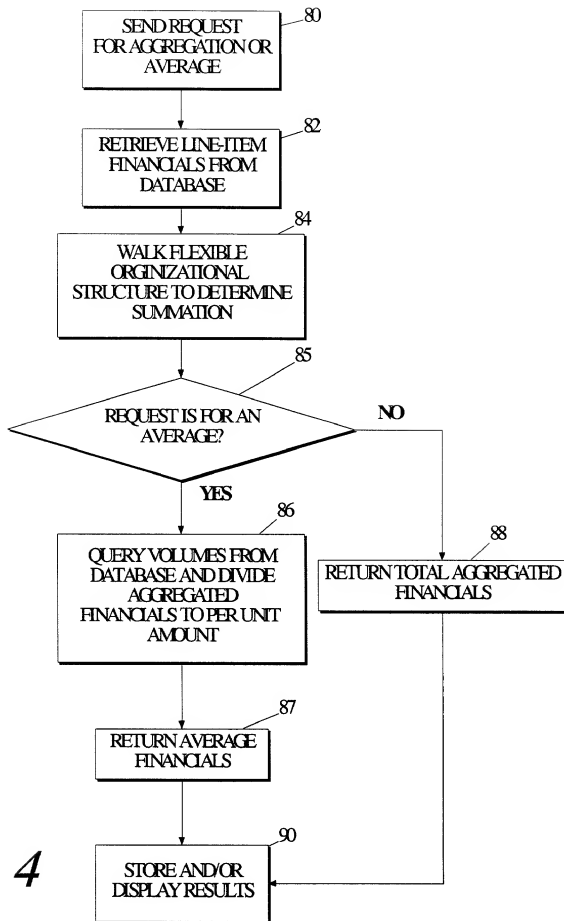 80
SEND REQUEST
FOR AGGREGATION OR
AVERAGE
82
RETRIEVE LINE-ITEM
FINANCIALS FROM
DATABASE
84
WALK FLEXIBLE
ORGINIZATIONAL
STRUCTURE TO DETERMINE
SUMMATION
85
REQUEST IS FOR AN
AVERAGE?
NO
YES
86
QUERY VOLUMES FROM
DATABASE AND DIVIDE
AGGREGATED
FINANCIALS TO PER UNIT
AMOUNT
88
RETURN TOTAL AGGREGATED
FINANCIALS
87
RETURN AVERAGE
FINANCIALS
90
STORE AND/OR
DISPLAY RESULTS
4